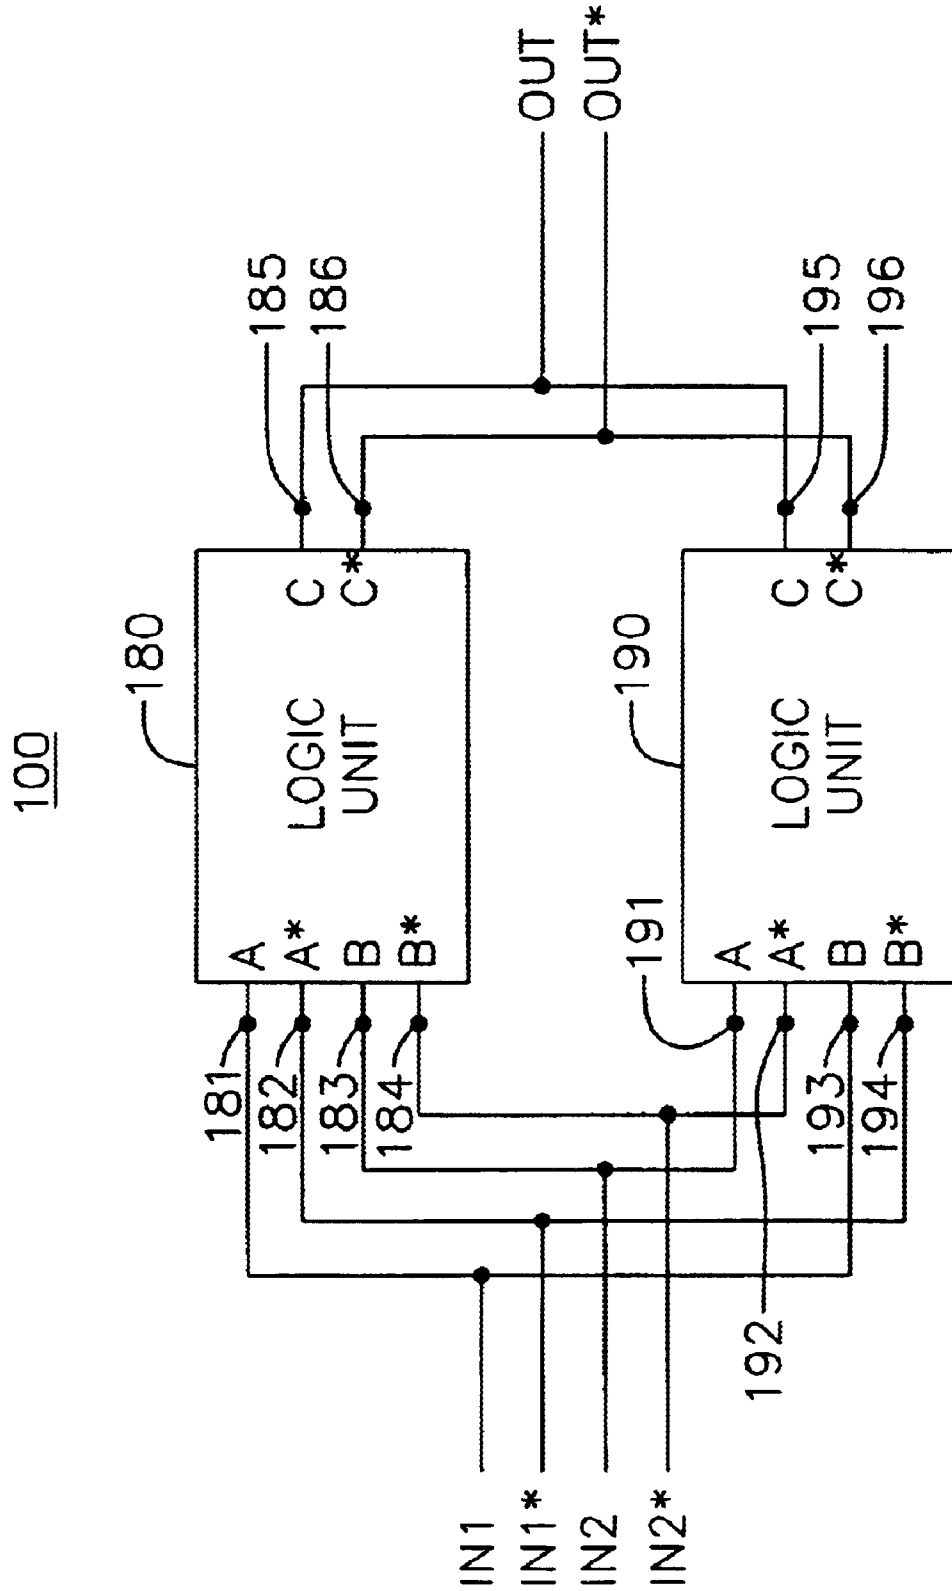 100
180
LOGIC
UNIT
A
A*
B
B*
C
C*
181
182
183
184
185
186
190
LOGIC
UNIT
A
A*
B
B*
C
C*
191
192
193
194
195
196
IN1
IN1*
IN2
IN2*
OUT
OUT*